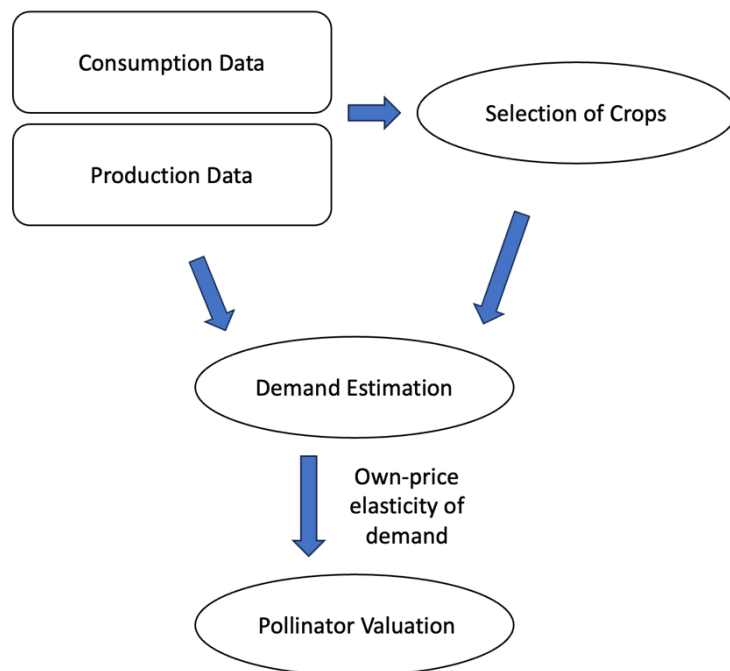 Consumption Data
Selection of Crops
Production Data
Demand Estimation
Own-price
elasticity of
demand
Pollinator Valuation